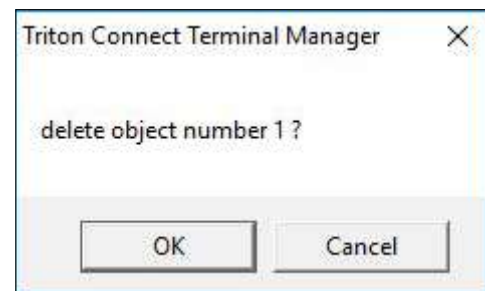 Triton Connect Terminal Manager
delete object number 1 ?
OK
Cancel